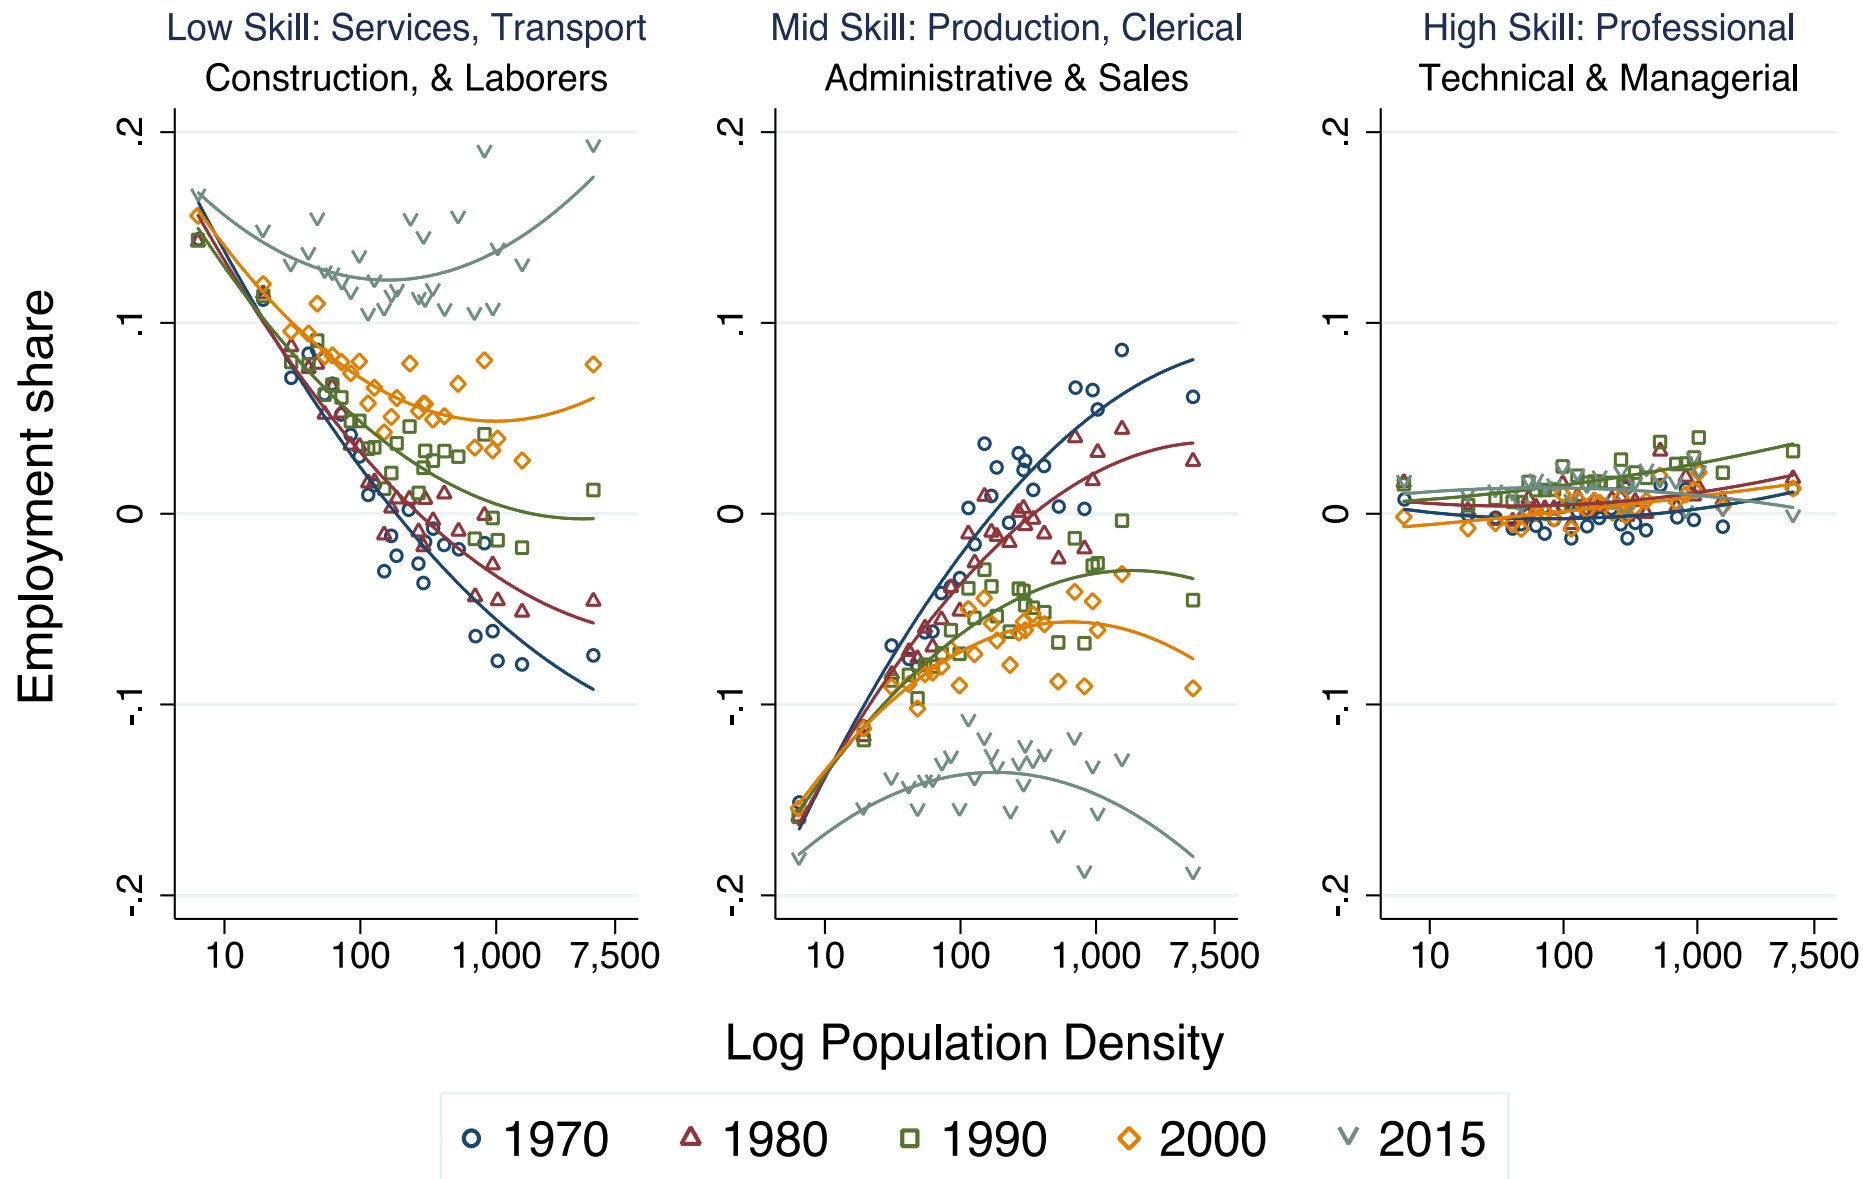 Low Skill: Services, Transport
Construction, & Laborers
Mid Skill: Production, Clerical
Administrative & Sales
High Skill: Professional
Technical & Managerial
Employment share
.2
.1
0
-.1
-.2
10 100 1,000 7,500
.2
.1
0
-.1
-.2
10 100 1,000 7,500
.2
.1
0
-.1
-.2
10 100 1,000 7,500
Log Population Density
1970 1980 1990 2000 2015